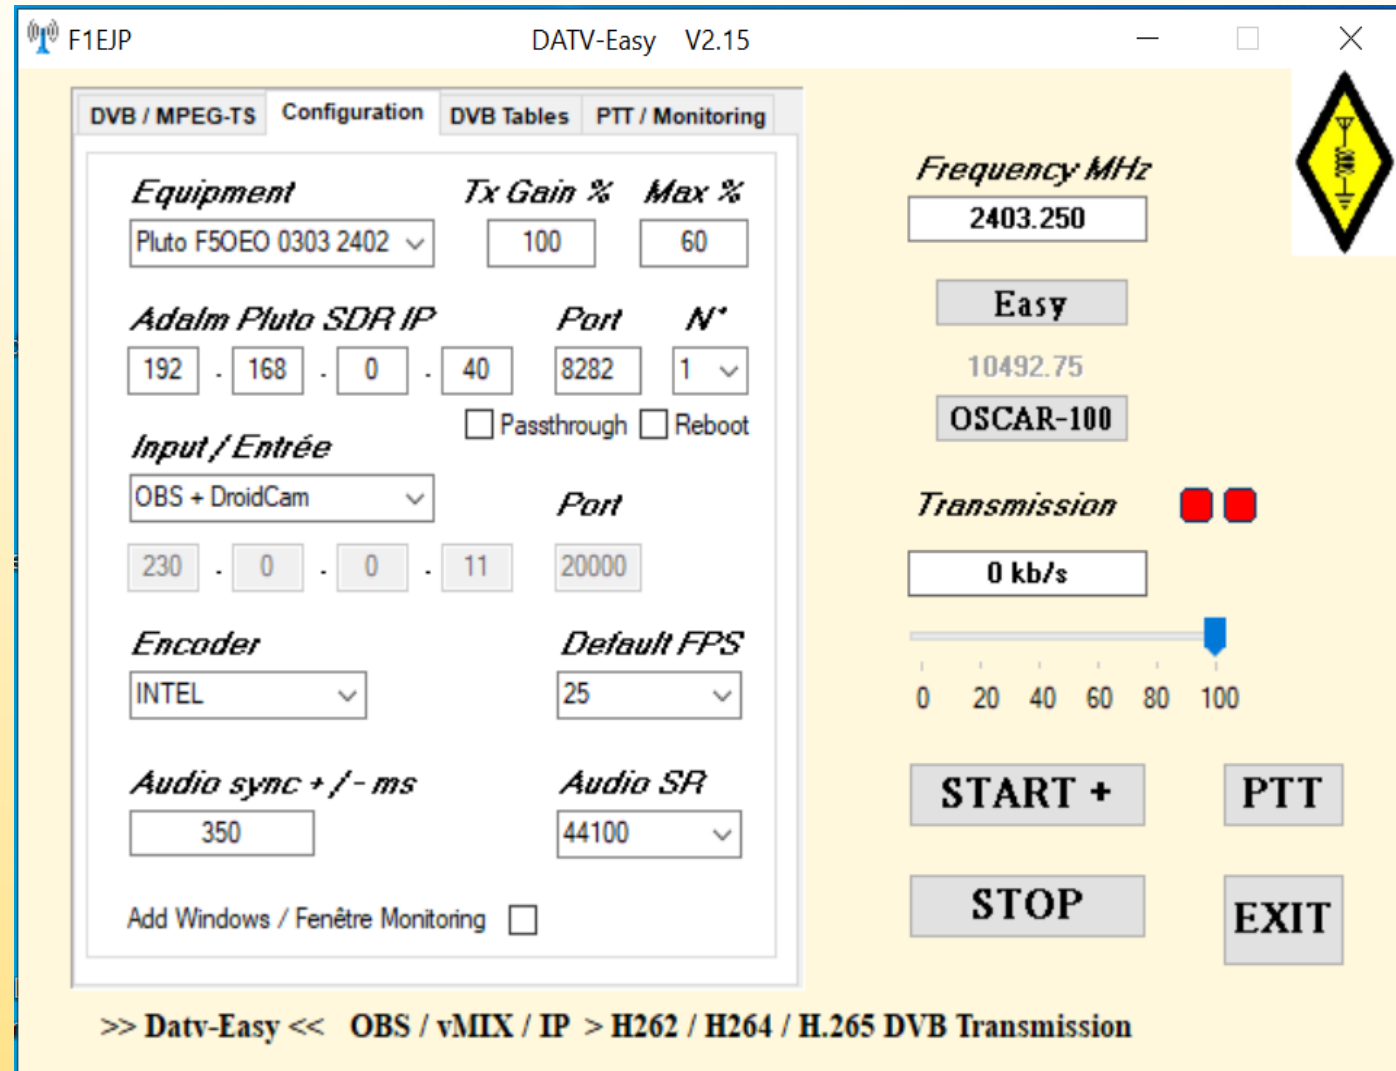 F1EJP DATV-Easy V2.15
DVB / MPEG-TS Configuration DVB Tables PTT / Monitoring
Equipment Tx Gain % Max %
Pluto F5OEO 0303 2402 100 60
Adalm Pluto SDR IP Port N°
192 . 168 . 0 . 40 8282 1
Passthrough Reboot
Input / Entrée
OBS + DroidCam Port
230 . 0 . 0 . 11 20000
Encoder Default FPS
INTEL 25
Audio sync + / - ms Audio SR
350 44100
Add Windows / Fenêtre Monitoring
Frequency MHz
2403.250
Easy
10492.75
OSCAR-100
Transmission
0 kb/s
0 20 40 60 80 100
START + PTT
STOP EXIT
>> Datv-Easy << OBS / vMIX / IP > H262 / H264 / H.265 DVB Transmission